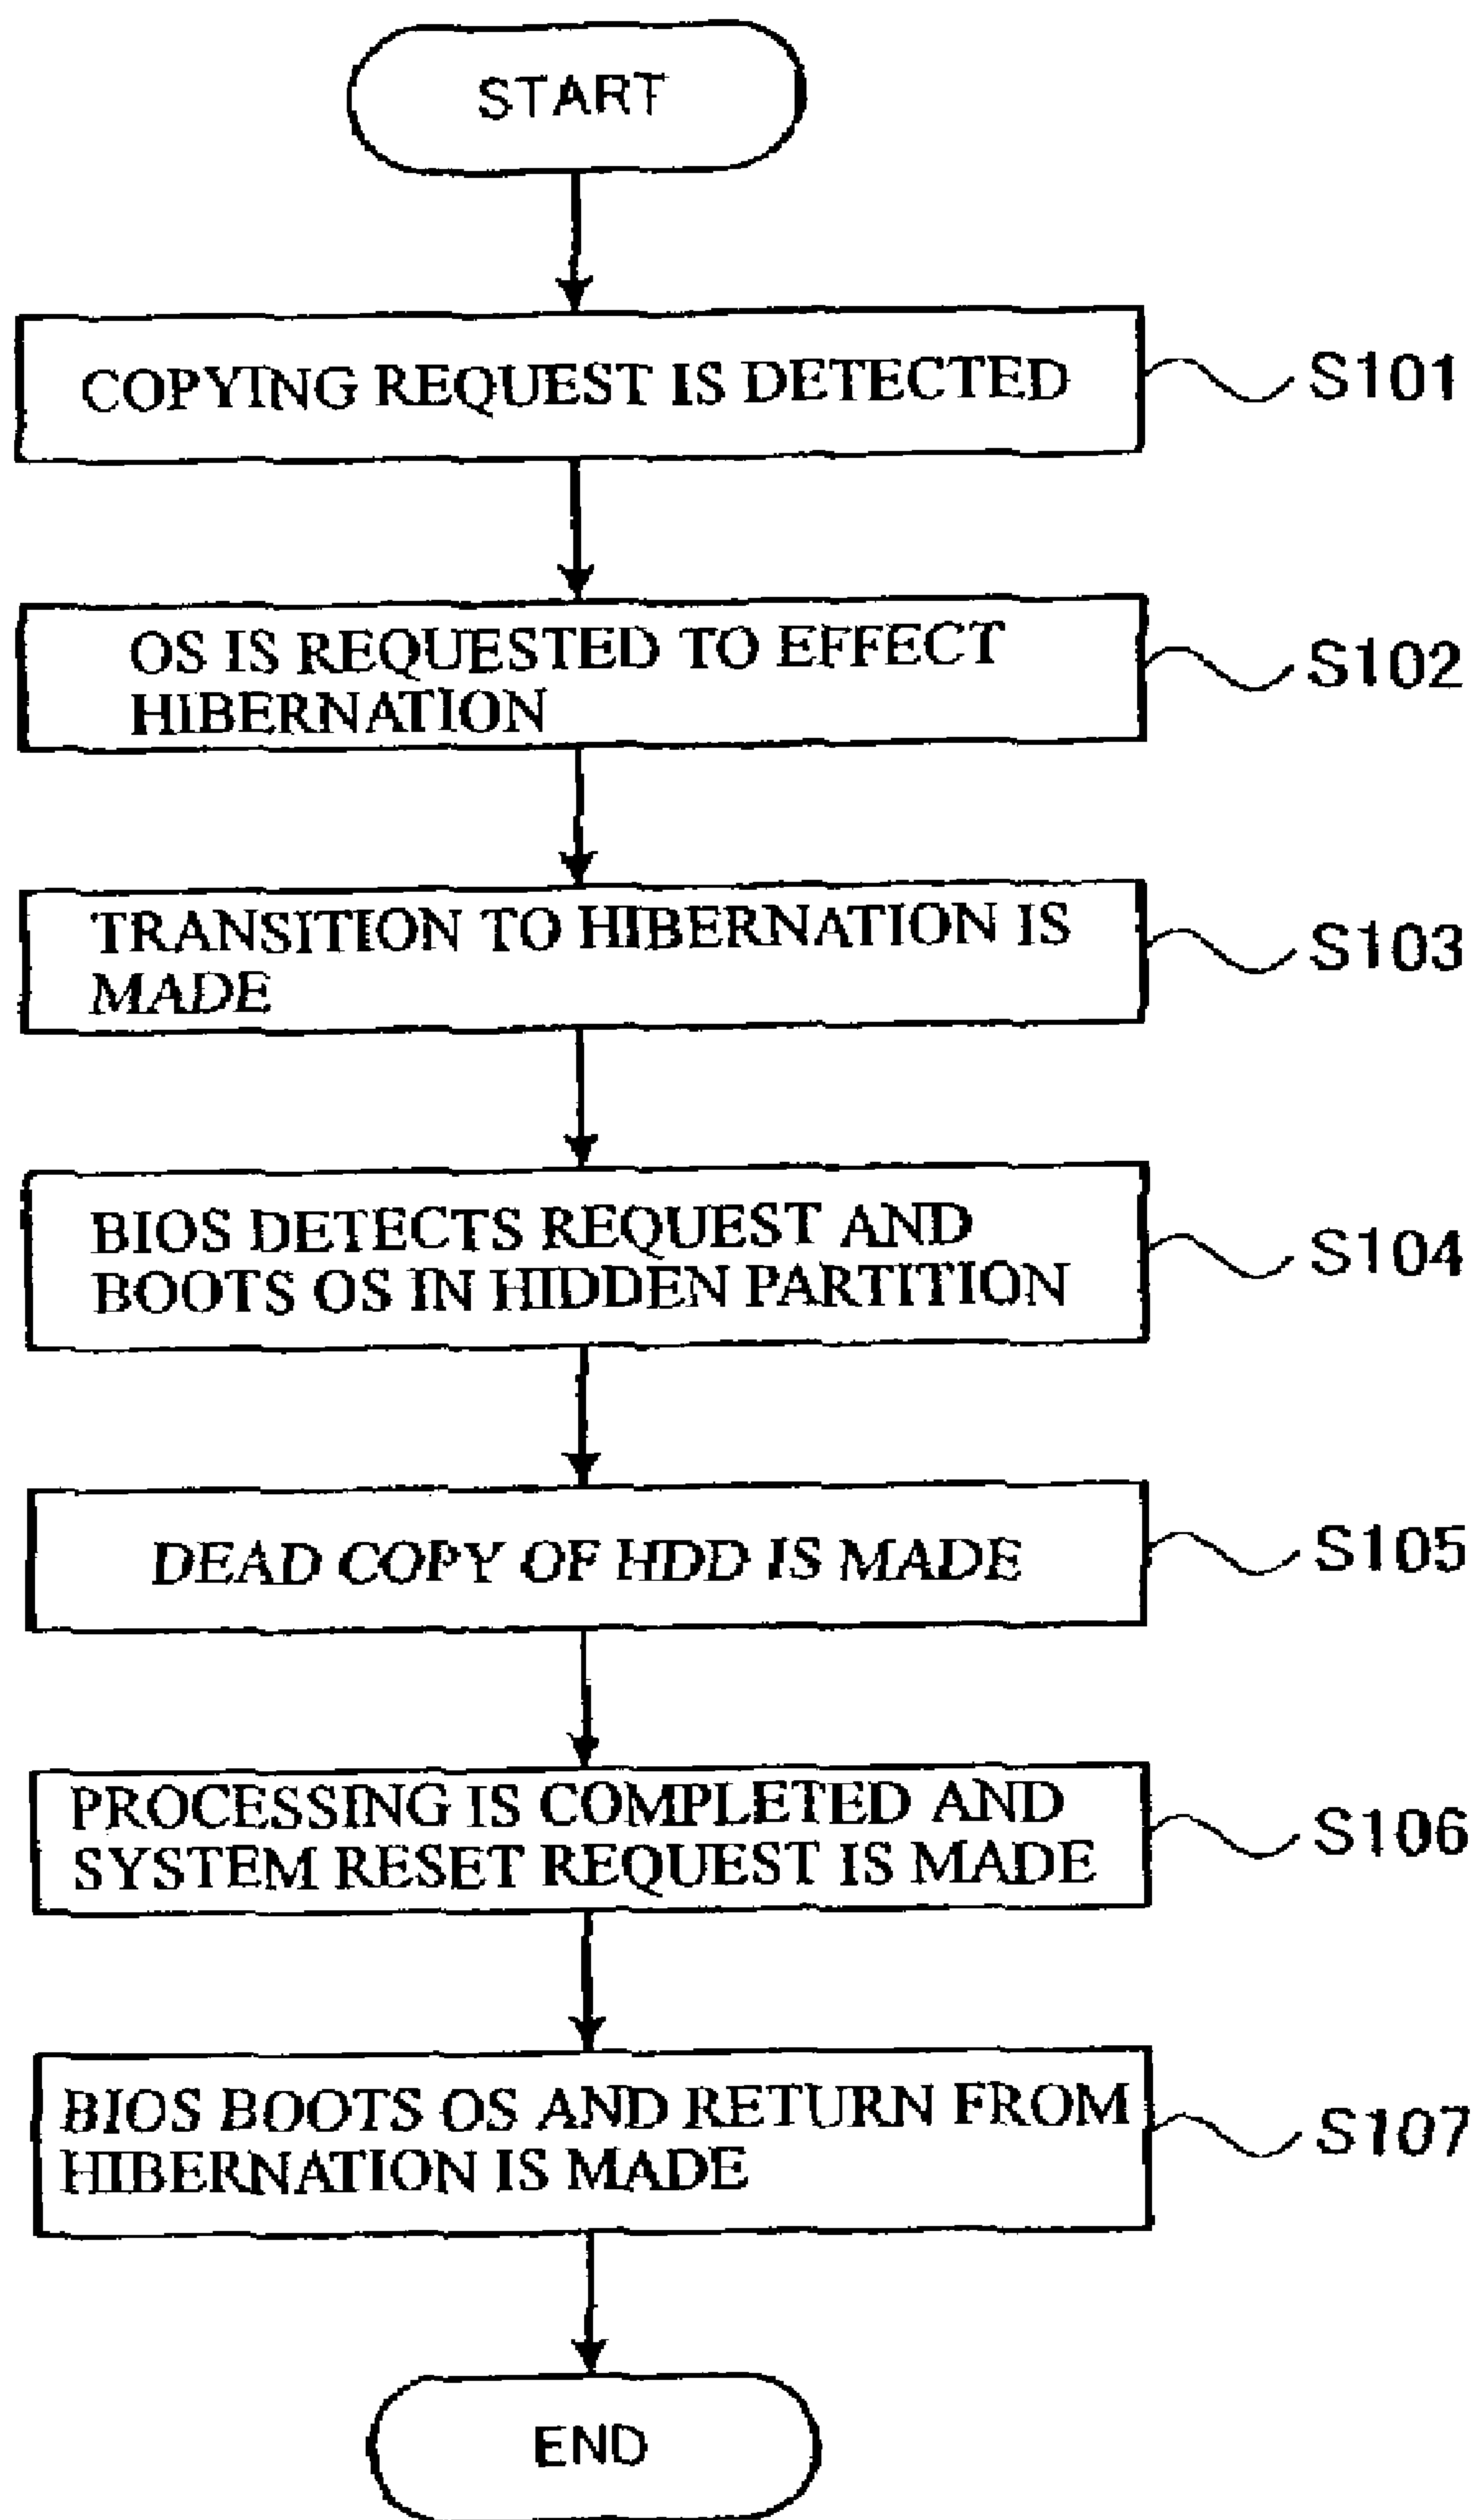 START
COPYING REQUEST IS DETECTED
S101
OS IS REQUESTED TO EFFECT
HIBERNATION
S102
TRANSITION TO HIBERNATION IS
MADE
S103
BIOS DETECTS REQUEST AND
BOOTS OS IN HIDDEN PARTITION
S104
DEAD COPY OF HDD IS MADE
S105
PROCESSING IS COMPLETED AND
SYSTEM RESET REQUEST IS MADE
S106
BIOS BOOTS OS AND RETURN FROM
HIBERNATION IS MADE
S107
END